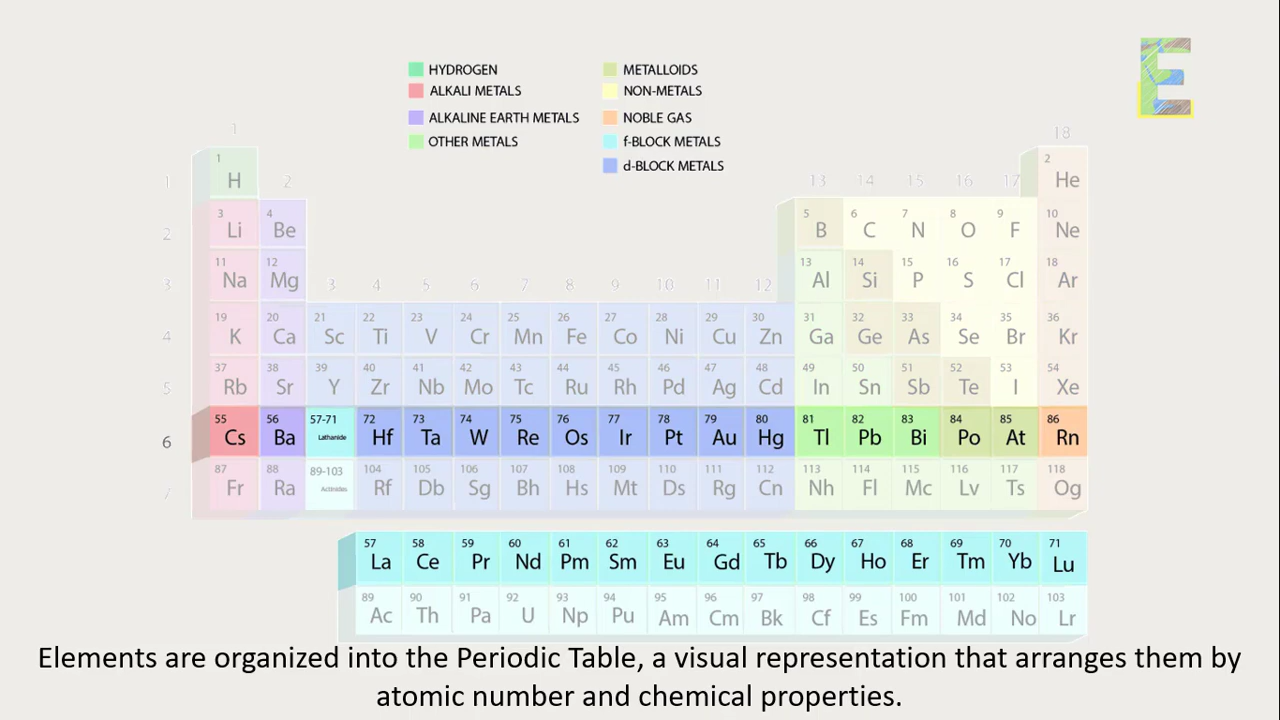 HYDROGEN METALLOIDS
ALKALI METALS NON-METALS
ALKALINE EARTH METALS NOBLE GAS
OTHER METALS f-BLOCK METALS
d-BLOCK METALS
E
1 18
1 1 H 2 13 14 15 16 17 2 He
2 3 Li 4 Be 5 B 6 C 7 N 8 O 9 F 10 Ne
3 11 Na 12 Mg 3 4 5 6 7 8 9 10 11 12 13 Al 14 Si 15 P 16 S 17 Cl 18 Ar
4 19 K 20 Ca 21 Sc 22 Ti 23 V 24 Cr 25 Mn 26 Fe 27 Co 28 Ni 29 Cu 30 Zn 31 Ga 32 Ge 33 As 34 Se 35 Br 36 Kr
5 37 Rb 38 Sr 39 Y 40 Zr 41 Nb 42 Mo 43 Tc 44 Ru 45 Rh 46 Pd 47 Ag 48 Cd 49 In 50 Sn 51 Sb 52 Te 53 I 54 Xe
6 55 Cs 56 Ba 57-71 Lathanide 72 Hf 73 Ta 74 W 75 Re 76 Os 77 Ir 78 Pt 79 Au 80 Hg 81 Tl 82 Pb 83 Bi 84 Po 85 At 86 Rn
7 87 Fr 88 Ra 89-103 Actinides 104 Rf 105 Db 106 Sg 107 Bh 108 Hs 109 Mt 110 Ds 111 Rg 112 Cn 113 Nh 114 Fl 115 Mc 116 Lv 117 Ts 118 Og
57 La 58 Ce 59 Pr 60 Nd 61 Pm 62 Sm 63 Eu 64 Gd 65 Tb 66 Dy 67 Ho 68 Er 69 Tm 70 Yb 71 Lu
89 Ac 90 Th 91 Pa 92 U 93 Np 94 Pu 95 Am 96 Cm 97 Bk 98 Cf 99 Es 100 Fm 101 Md 102 No 103 Lr
Elements are organized into the Periodic Table, a visual representation that arranges them by
atomic number and chemical properties.